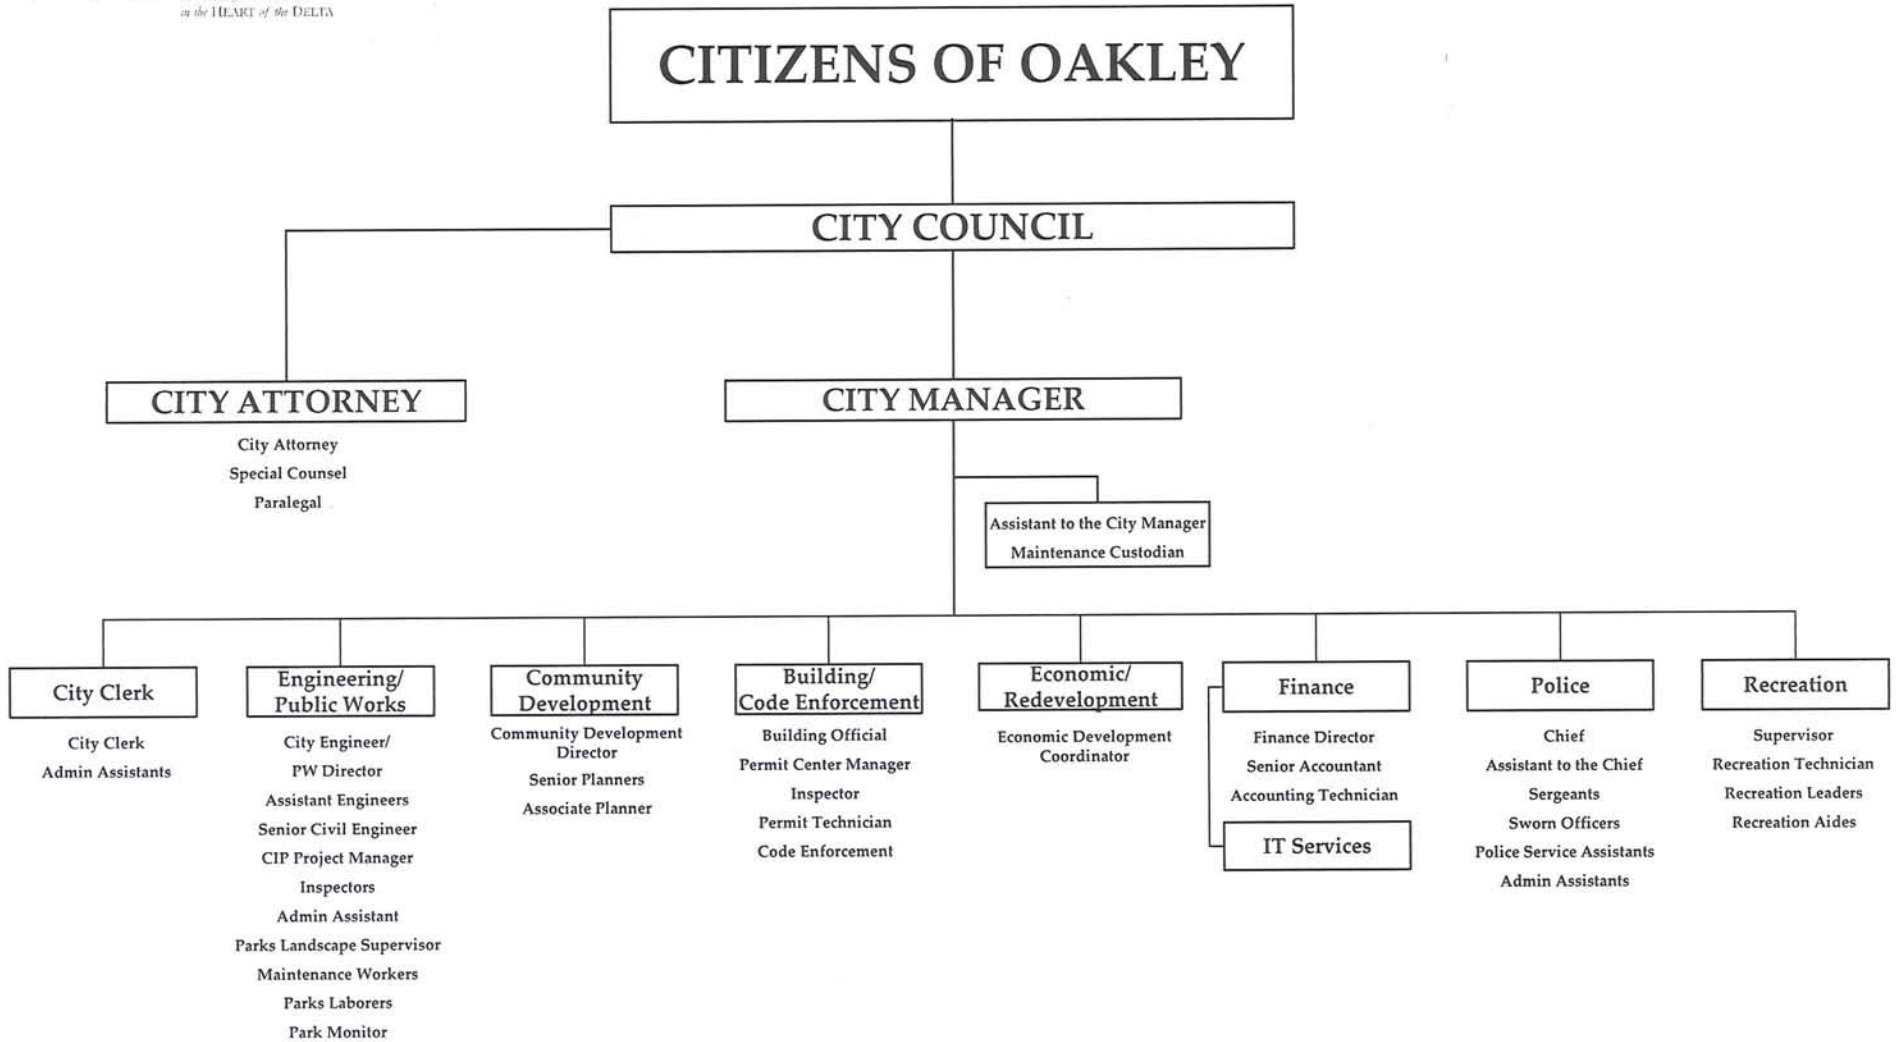 in the HEART of the DELTA
CITIZENS OF OAKLEY
CITY COUNCIL
CITY ATTORNEY
City Attorney
Special Counsel
Paralegal
CITY MANAGER
Assistant to the City Manager
Maintenance Custodian
City Clerk
City Clerk
Admin Assistants
Engineering/
Public Works
City Engineer/
PW Director
Assistant Engineers
Senior Civil Engineer
CIP Project Manager
Inspectors
Admin Assistant
Parks Landscape Supervisor
Maintenance Workers
Parks Laborers
Park Monitor
Community
Development
Community Development
Director
Senior Planners
Associate Planner
Building/
Code Enforcement
Building Official
Permit Center Manager
Inspector
Permit Technician
Code Enforcement
Economic/
Redevelopment
Economic Development
Coordinator
Finance
Finance Director
Senior Accountant
Accounting Technician
IT Services
Police
Chief
Assistant to the Chief
Sergeants
Sworn Officers
Police Service Assistants
Admin Assistants
Recreation
Supervisor
Recreation Technician
Recreation Leaders
Recreation Aides